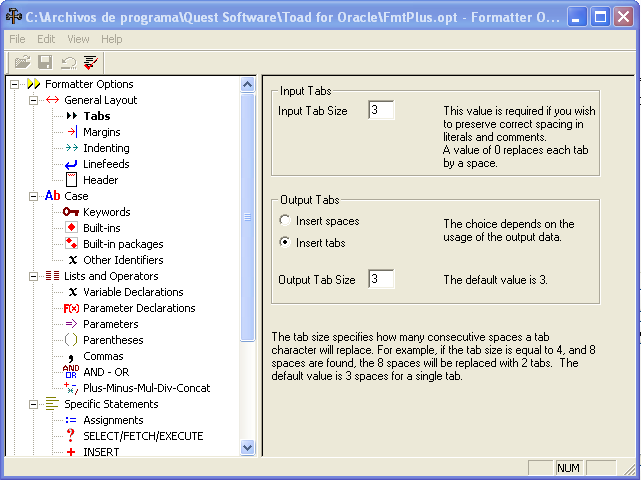 C:\Archivos de programa\Quest Software\Toad for Oracle\FmtPlus.opt - Formatter O...
File Edit View Help
Formatter Options
General Layout
Tabs
Margins
Indenting
Linefeeds
Header
Case
Keywords
Built-ins
Built-in packages
Other Identifiers
Lists and Operators
Variable Declarations
Parameter Declarations
Parameters
Parentheses
Commas
AND - OR
Plus-Minus-Mul-Div-Concat
Specific Statements
Assignments
SELECT/FETCH/EXECUTE
INSERT
Input Tabs
Input Tab Size 3
This value is required if you wish
to preserve correct spacing in
literals and comments.
A value of 0 replaces each tab
by a space.
Output Tabs
Insert spaces
Insert tabs
The choice depends on the
usage of the output data.
Output Tab Size 3
The default value is 3.
The tab size specifies how many consecutive spaces a tab
character will replace. For example, if the tab size is equal to 4, and 8
spaces are found, the 8 spaces will be replaced with 2 tabs. The
default value is 3 spaces for a single tab.
NUM